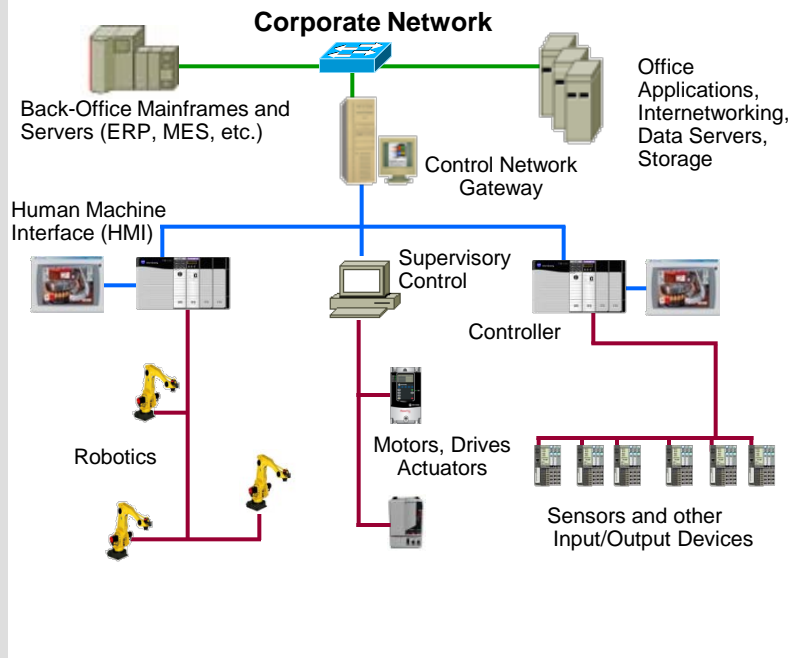 Corporate Network
Back-Office Mainframes and
Servers (ERP, MES, etc.)
Office
Applications,
Internetworking,
Data Servers,
Storage
Control Network
Gateway
Human Machine
Interface (HMI)
Supervisory
Control
Controller
Robotics
Motors, Drives
Actuators
Sensors and other
Input/Output Devices